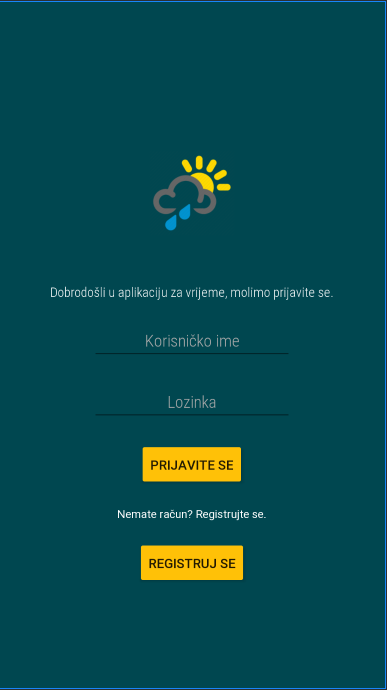 Dobrodošli u aplikaciju za vrijeme, molimo prijavite se.
Korisničko ime
Lozinka
PRIJAVITE SE
Nemate račun? Registrujte se.
REGISTRUJ SE